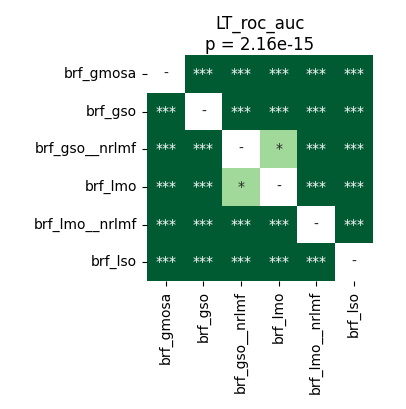 LT_roc_auc
p = 2.16e-15
brf_gmosa - *** *** *** *** ***
brf_gso *** - *** *** *** ***
brf_gso__nrlmf *** *** - * *** ***
brf_lmo *** *** * - *** ***
brf_lmo__nrlmf *** *** *** *** - ***
brf_lso *** *** *** *** *** -
brf_gmosa
brf_gso
brf_gso__nrlmf
brf_lmo
brf_lmo__nrlmf
brf_lso